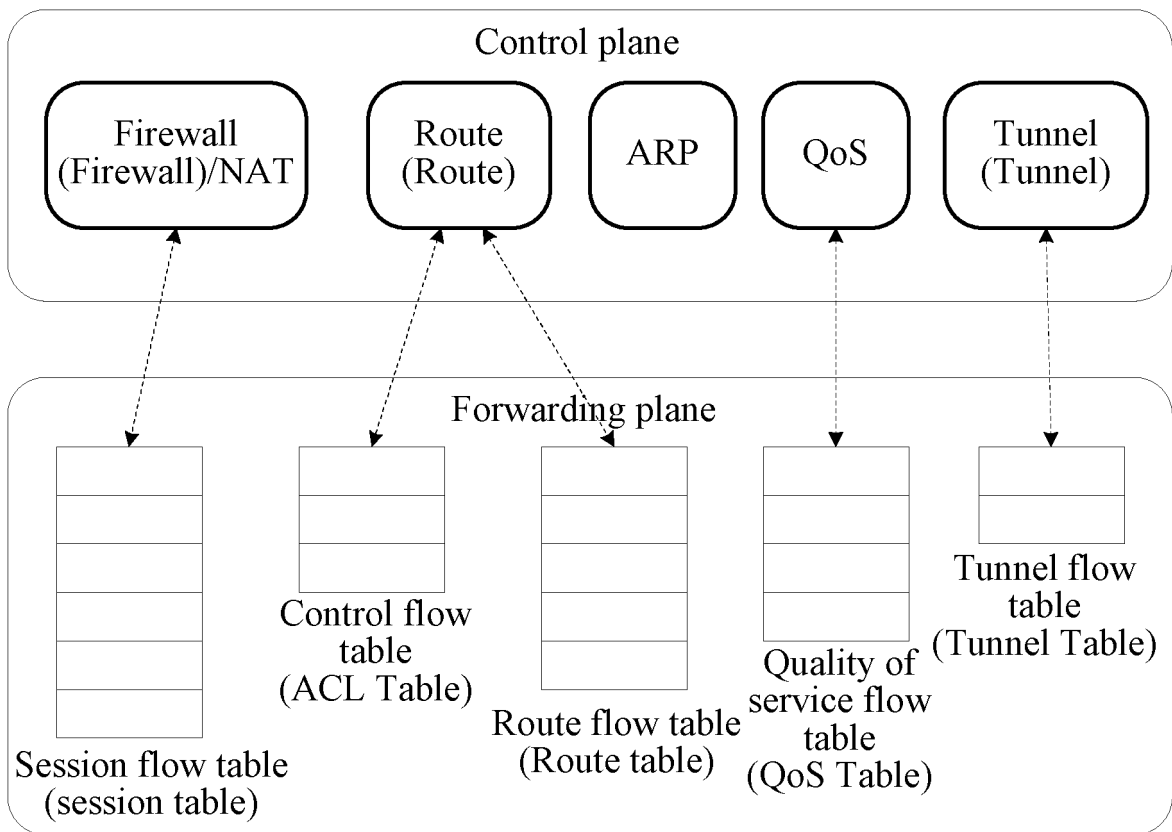 Control plane
Firewall
(Firewall)/NAT
Route
(Route)
ARP
QoS
Tunnel
(Tunnel)
Forwarding plane
Session flow table
(session table)
Control flow
table
(ACL Table)
Route flow table
(Route table)
Quality of
service flow
table
(QoS Table)
Tunnel flow
table
(Tunnel Table)